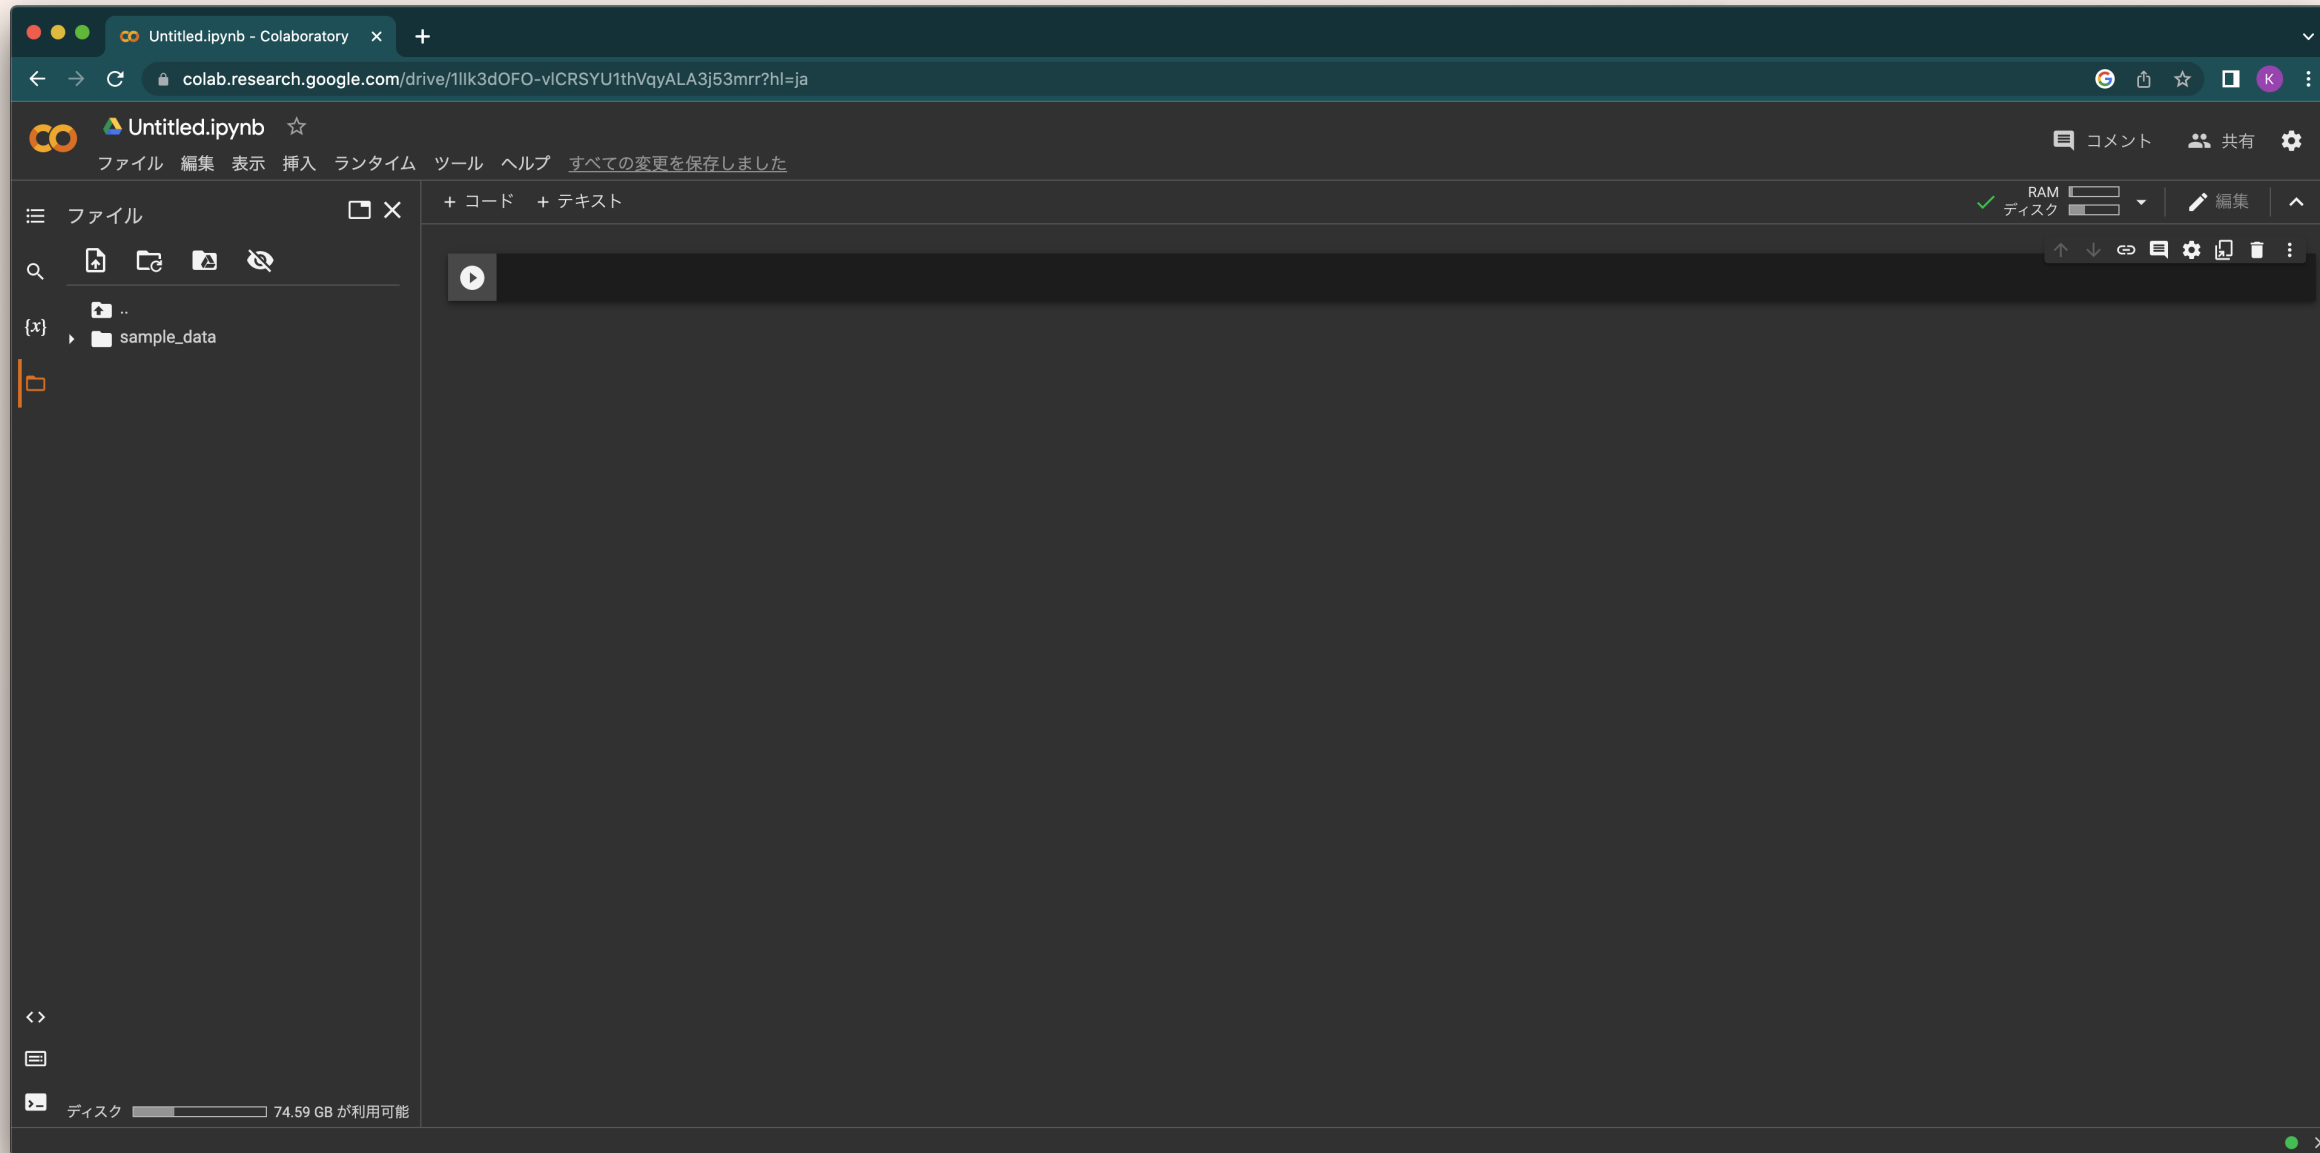 Untitled.ipynb - Colaboratory
colab.research.google.com/drive/1lIk3dOFO-vlCRSYU1thVqyALA3j53mrr?hl=ja
K
Untitled.ipynb
コメント 共有
ファイル 編集 表示 挿入 ランタイム ツール ヘルプ すべての変更を保存しました
ファイル
+ コード + テキスト
RAM
ディスク
編集
{x}
..
sample_data
ディスク 74.59 GB が利用可能